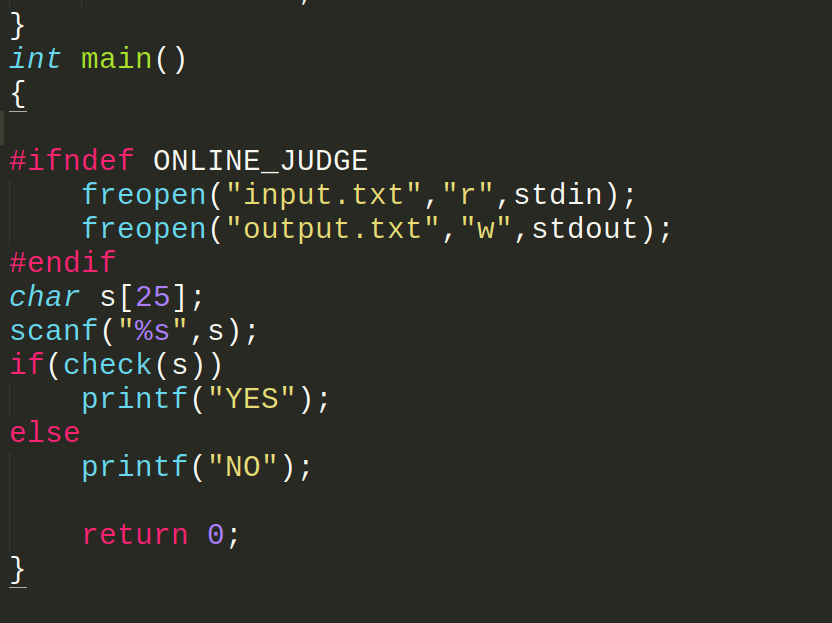 }
int main()
{
#ifndef ONLINE_JUDGE
    freopen("input.txt","r",stdin);
    freopen("output.txt","w",stdout);
#endif
char s[25];
scanf("%s",s);
if(check(s))
    printf("YES");
else
    printf("NO");
    return 0;
}